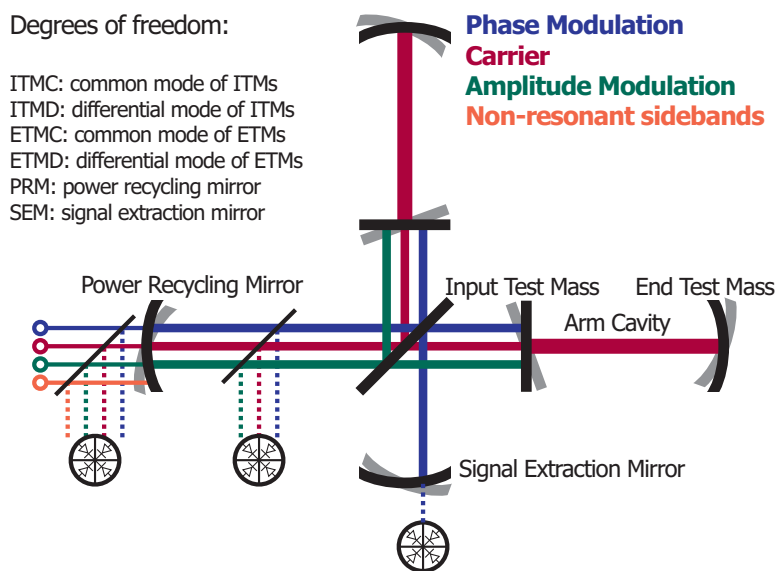 Degrees of freedom:
ITMC: common mode of ITMs
ITMD: differential mode of ITMs
ETMC: common mode of ETMs
ETMD: differential mode of ETMs
PRM: power recycling mirror
SEM: signal extraction mirror
Phase Modulation
Carrier
Amplitude Modulation
Non-resonant sidebands
Power Recycling Mirror
Input Test Mass
End Test Mass
Arm Cavity
Signal Extraction Mirror